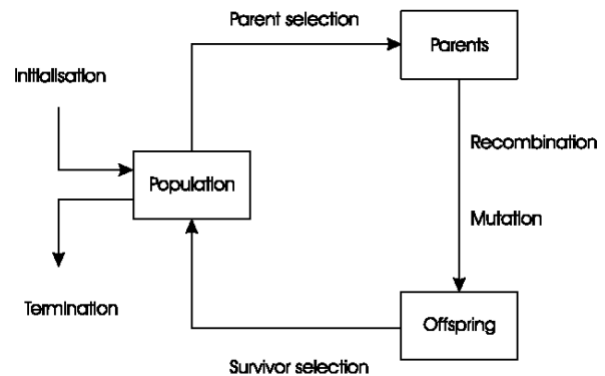 Parent selection
Parents
Initialisation
Recombination
Population
Mutation
Termination
Offspring
Survivor selection